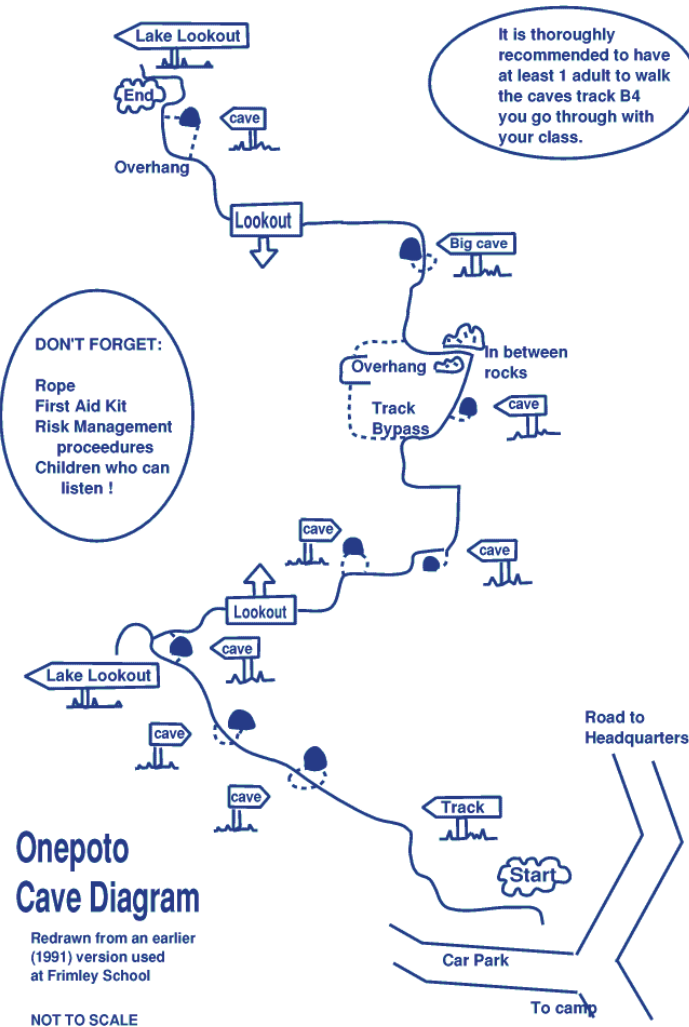 Lake Lookout
It is thoroughly
recommended to have
at least 1 adult to walk
the caves track B4
you go through with
your class.
End
cave
Overhang
Lookout
Big cave
DON'T FORGET:
Rope
First Aid Kit
Risk Management
proceedures
Children who can
listen !
In between
rocks
Overhang
Track
Bypass
cave
cave
cave
Lookout
cave
Lake Lookout
cave
cave
Road to
Headquarters
Track
Start
Onepoto
Cave Diagram
Redrawn from an earlier
(1991) version used
at Frimley School
NOT TO SCALE
Car Park
To camp